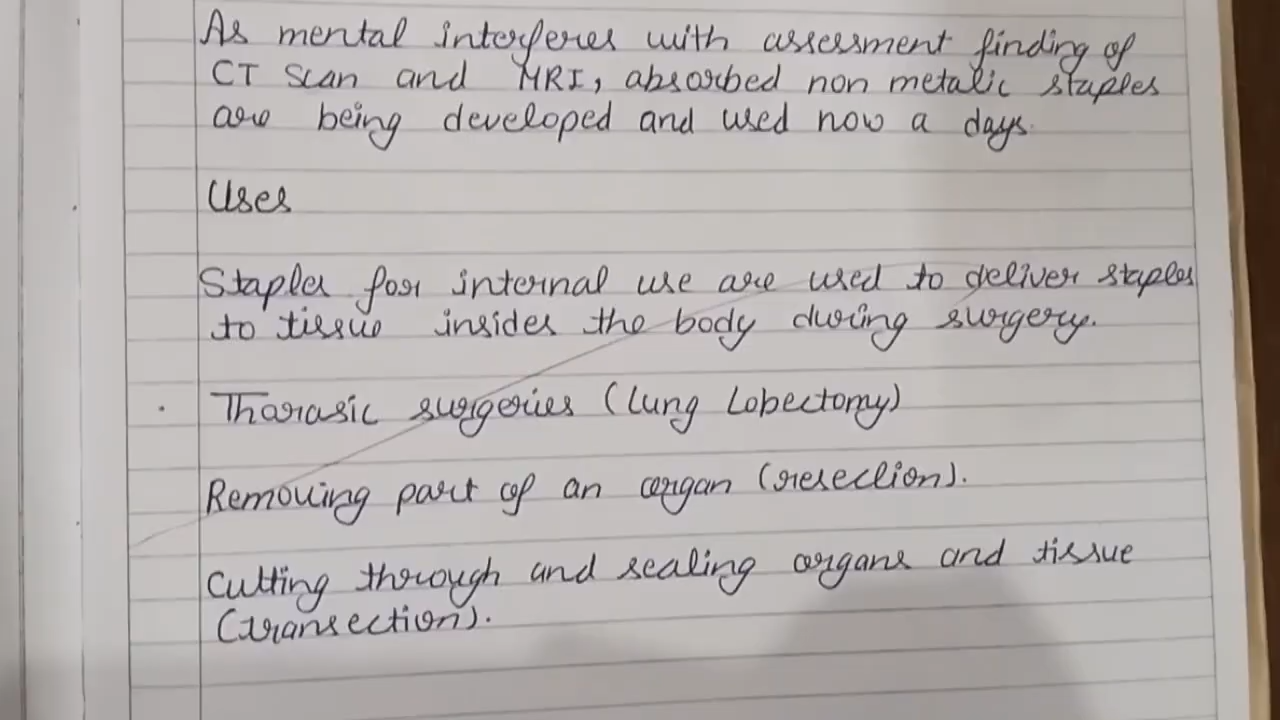 As mental interferes with assessment finding of
CT Scan and MRI, absorbed non metalic staples
are being developed and used now a days.
Uses
Stapler for internal use are used to deliver staples
to tissue insides the body during surgery.
Tharasic surgeries (Lung Lobectomy)
Removing part of an organ (resection).
Cutting through and sealing organs and tissue
(transection).